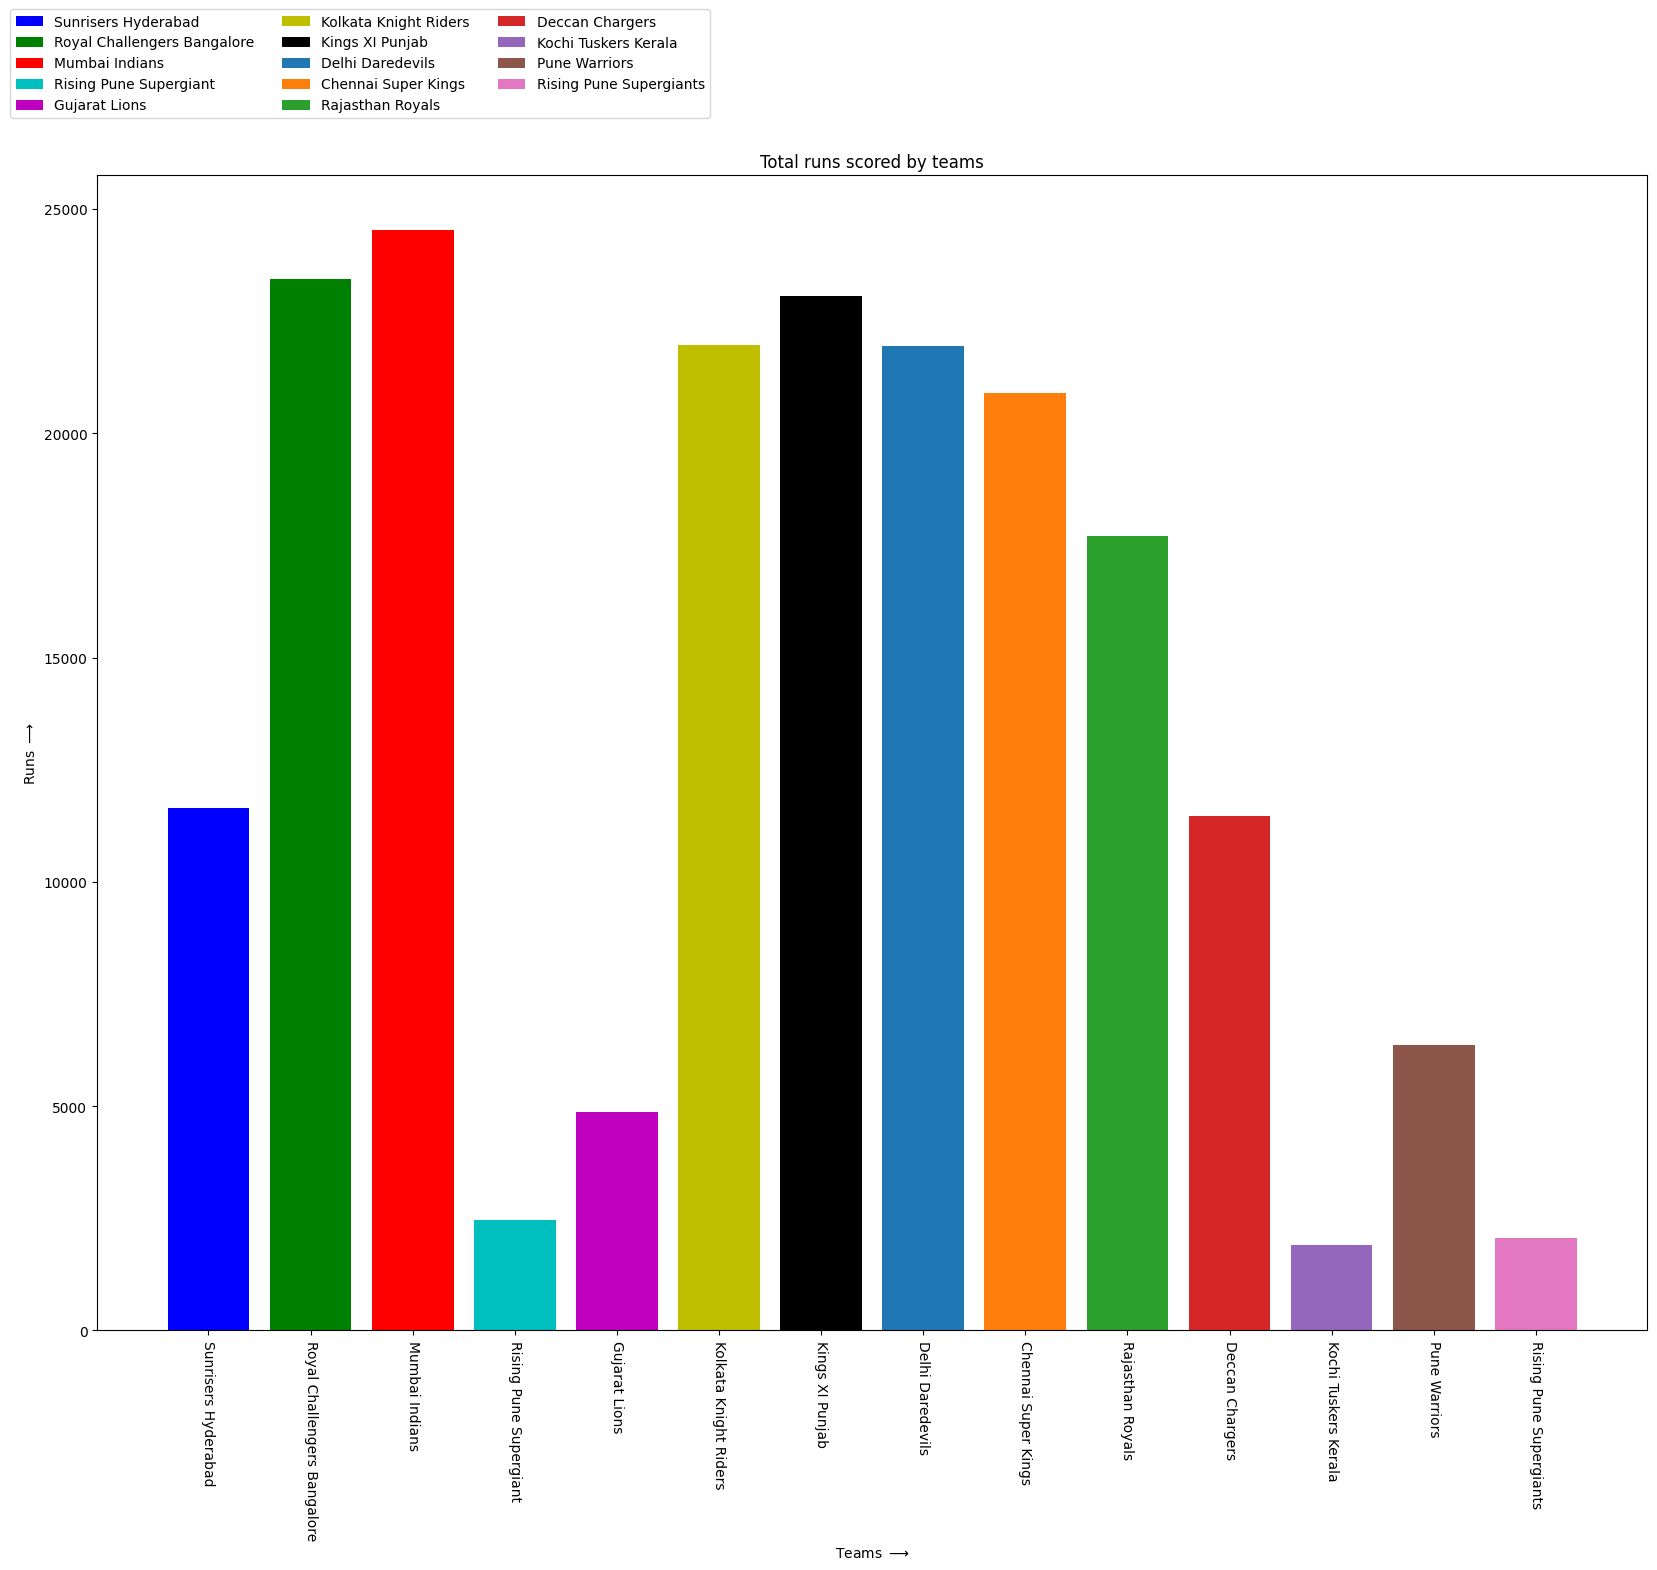 Sunrisers Hyderabad
Royal Challengers Bangalore
Mumbai Indians
Rising Pune Supergiant
Gujarat Lions
Kolkata Knight Riders
Kings XI Punjab
Delhi Daredevils
Chennai Super Kings
Rajasthan Royals
Deccan Chargers
Kochi Tuskers Kerala
Pune Warriors
Rising Pune Supergiants
Total runs scored by teams
25000
20000
15000
10000
5000
0
Runs ⟶
Sunrisers Hyderabad
Royal Challengers Bangalore
Mumbai Indians
Rising Pune Supergiant
Gujarat Lions
Kolkata Knight Riders
Kings XI Punjab
Delhi Daredevils
Chennai Super Kings
Rajasthan Royals
Deccan Chargers
Kochi Tuskers Kerala
Pune Warriors
Rising Pune Supergiants
Teams ⟶